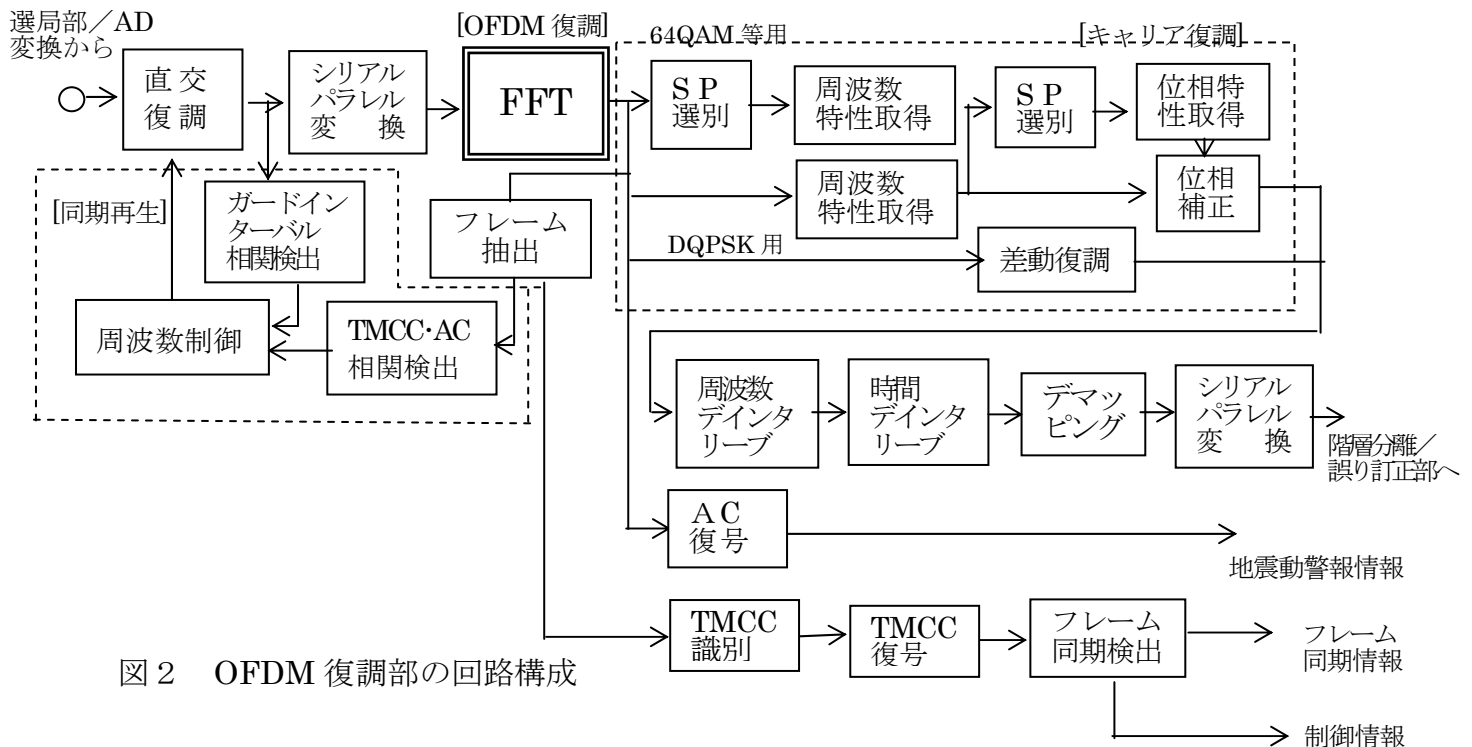 選局部／AD
変換から
[OFDM 復調]
64QAM 等用
[キャリア復調]
直 交
復 調
シリアル
パラレル
変　換
FFT
ＳＰ
選別
周波数
特性取得
ＳＰ
選別
位相特
性取得
[同期再生]
ガードイン
ターバル
相関検出
フレーム
抽出
周波数
特性取得
位相
補正
DQPSK 用
差動復調
周波数制御
TMCC・AC
相関検出
周波数
デインタ
リーブ
時間
デインタ
リーブ
デマッ
ピング
シリアル
パラレル
変　換
階層分離／
誤り訂正部へ
ＡＣ
復号
地震動警報情報
TMCC
識別
TMCC
復号
フレーム
同期検出
フレーム
同期情報
図２　OFDM 復調部の回路構成
制御情報